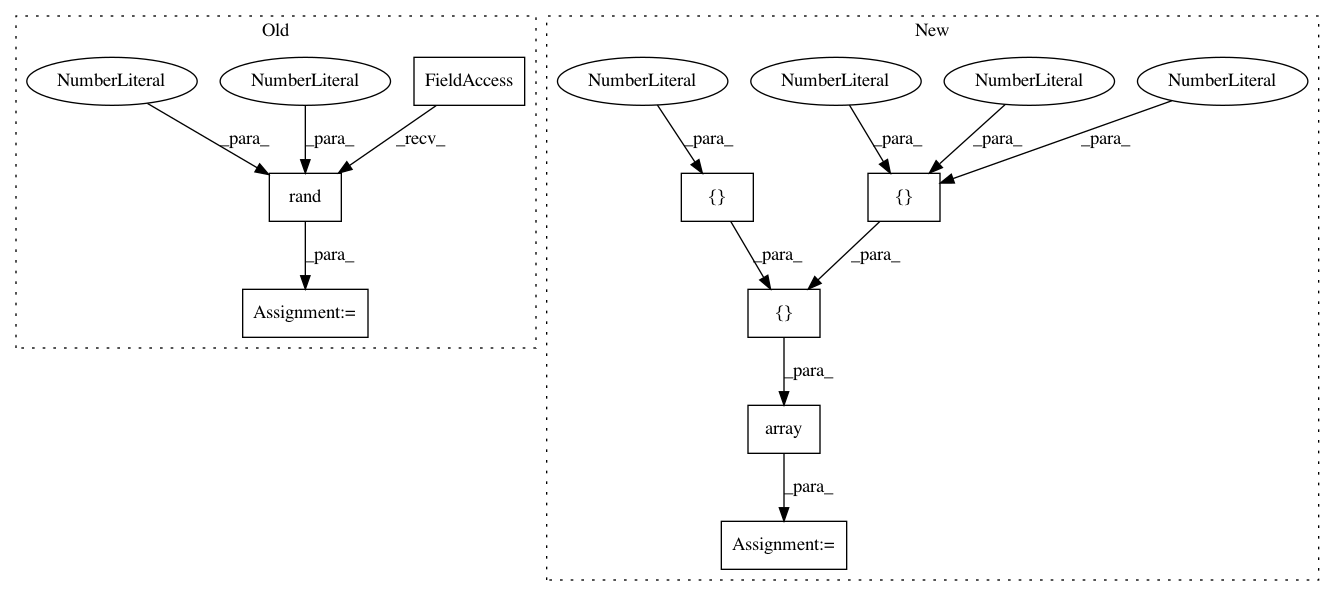 Old
New
NumberLiteral
NumberLiteral
FieldAccess
NumberLiteral
NumberLiteral
NumberLiteral
NumberLiteral
_para_
_para_
_recv_
_para_
_para_
_para_
_para_
rand
{}
{}
_para_
_para_
_para_
Assignment:=
{}
_para_
array
_para_
Assignment:=